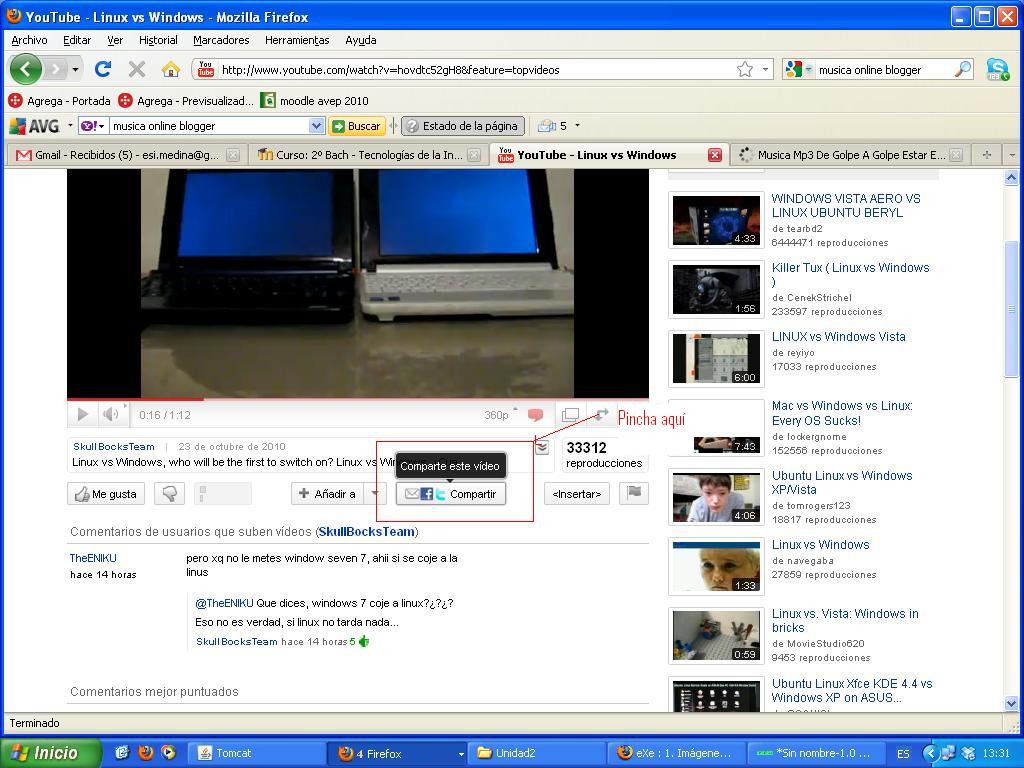 YouTube - Linux vs Windows - Mozilla Firefox
Archivo Editar Ver Historial Marcadores Herramientas Ayuda
You Tube http://www.youtube.com/watch?v=hovdtc52gH8&feature=topvideos musica online blogger
Agrega - Portada Agrega - Previsualizad... moodle avep 2010
AVG Y! musica online blogger Buscar Estado de la página 5
Gmail - Recibidos (5) - esi.medina@g... Curso: 2º Bach - Tecnologías de la In... YouTube - Linux vs Windows Musica Mp3 De Golpe A Golpe Estar E...
0:16 / 1:12 360p
Pincha aquí
SkullBocksTeam | 23 de octubre de 2010
Linux vs Windows, who will be the first to switch on? Linux vs
33312
reproducciones
Comparte este vídeo
Me gusta
+ Añadir a
Compartir
<Insertar>
Comentarios de usuarios que suben vídeos (SkullBocksTeam)
TheENIKU
hace 14 horas
pero xq no le metes window seven 7, ahii si se coje a la
linus
@TheENIKU Que dices, windows 7 coje a linux?¿?¿?
Eso no es verdad, si linux no tarda nada...
SkullBocksTeam hace 14 horas 5
Comentarios mejor puntuados
4:33
WINDOWS VISTA AERO VS
LINUX UBUNTU BERYL
de tearbd2
6444471 reproducciones
1:56
Killer Tux ( Linux vs Windows
)
de CenekStrichel
233597 reproducciones
6:00
LINUX vs Windows Vista
de reyiyo
17033 reproducciones
7:43
Mac vs Windows vs Linux:
Every OS Sucks!
de lockergnome
152556 reproducciones
4:06
Ubuntu Linux vs Windows
XP/Vista
de tomrogers123
18817 reproducciones
1:33
Linux vs Windows
de navegaba
27859 reproducciones
0:59
Linux vs. Vista: Windows in
bricks
de MovieStudio620
9453 reproducciones
Ubuntu Linux Xfce KDE 4.4 vs
Windows XP on ASUS...
Terminado
Inicio Tomcat 4 Firefox Unidad2 eXe : 1. Imágene... *Sin nombre-1.0 ... ES 13:31